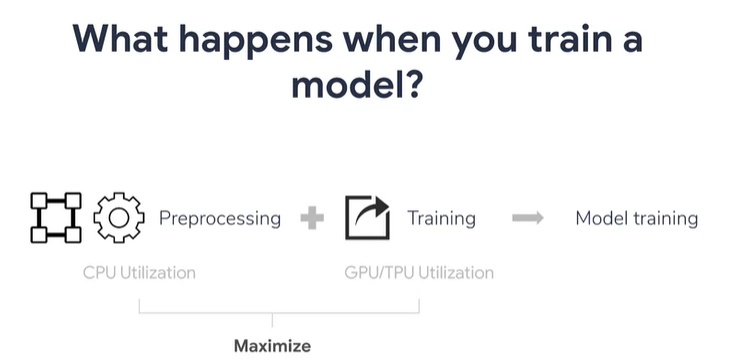 What happens when you train a
model?
Preprocessing + Training → Model training
CPU Utilization GPU/TPU Utilization
Maximize